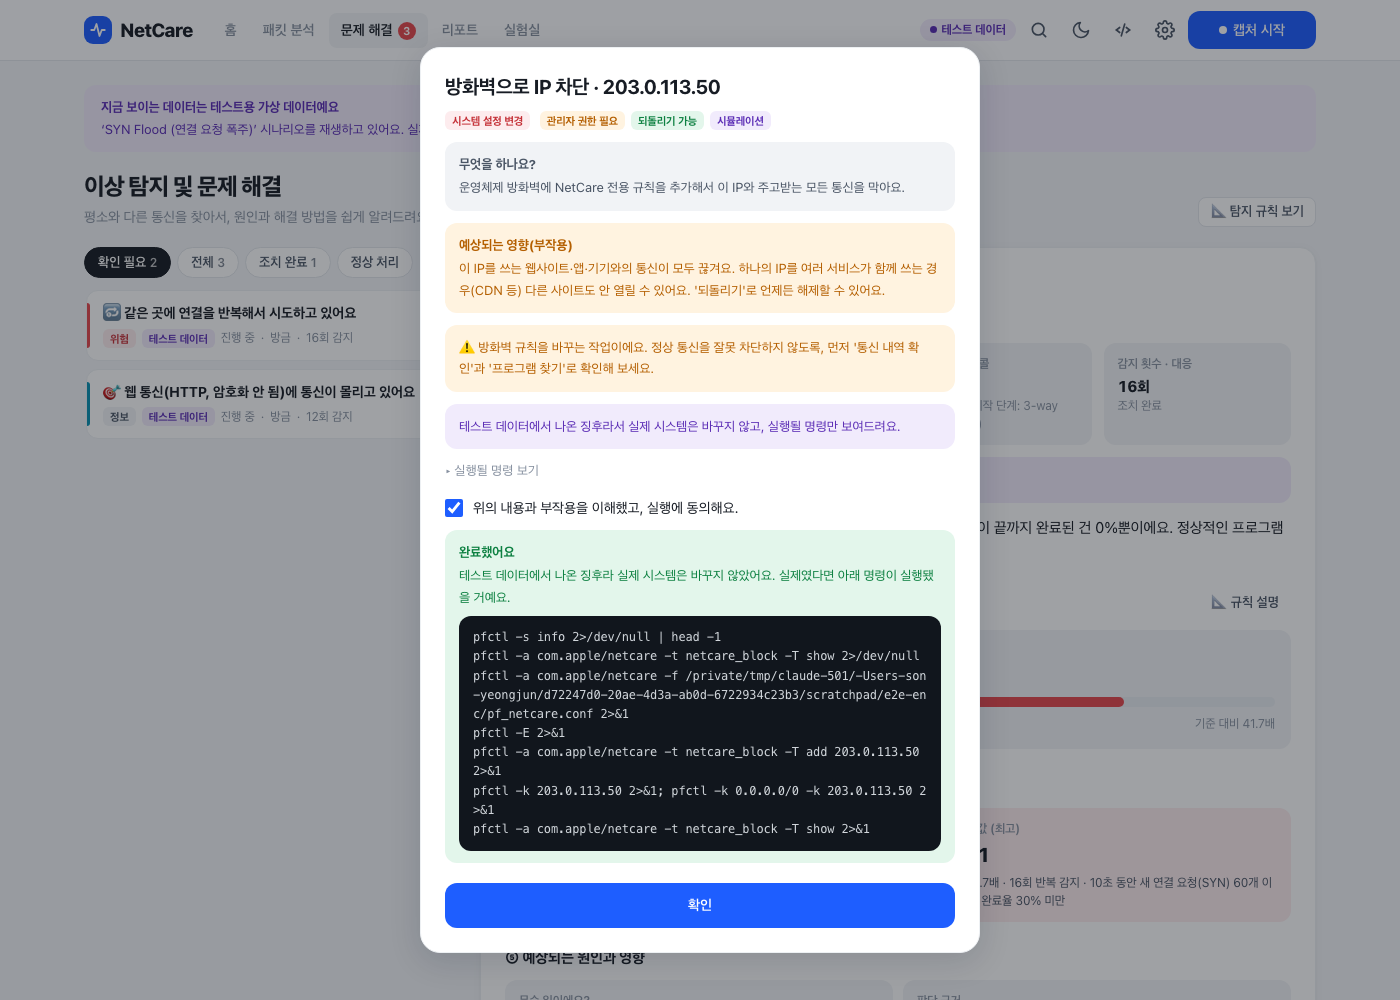 NetCare
홈
패킷 분석
문제 해결 3
리포트
실험실
테스트 데이터
캡처 시작
지금 보이는 데이터는 테스트용 가상 데이터예요
'SYN Flood (연결 요청 폭주)' 시나리오를 재생하고 있어요.
이상 탐지 및 문제 해결
평소와 다른 통신을 찾아서, 원인과 해결 방법을 쉽게 알려드려요
탐지 규칙 보기
확인 필요 2
전체 3
조치 완료 1
정상 처리
같은 곳에 연결을 반복해서 시도하고 있어요
위험 테스트 데이터 진행 중 · 방금 · 16회 감지
웹 통신(HTTP, 암호화 안 됨)에 통신이 몰리고 있어요
정보 테스트 데이터 진행 중 · 방금 · 12회 감지
방화벽으로 IP 차단 · 203.0.113.50
시스템 설정 변경
관리자 권한 필요
되돌리기 가능
시뮬레이션
무엇을 하나요?
운영체제 방화벽에 NetCare 전용 규칙을 추가해서 이 IP와 주고받는 모든 통신을 막아요.
예상되는 영향(부작용)
이 IP를 쓰는 웹사이트·앱·기기와의 통신이 모두 끊겨요. 하나의 IP를 여러 서비스가 함께 쓰는 경
우(CDN 등) 다른 사이트도 안 열릴 수 있어요. '되돌리기'로 언제든 해제할 수 있어요.
⚠️ 방화벽 규칙을 바꾸는 작업이에요. 정상 통신을 잘못 차단하지 않도록, 먼저 '통신 내역 확
인'과 '프로그램 찾기'로 확인해 보세요.
테스트 데이터에서 나온 징후라서 실제 시스템은 바꾸지 않고, 실행될 명령만 보여드려요.
▸ 실행될 명령 보기
위의 내용과 부작용을 이해했고, 실행에 동의해요.
완료했어요
테스트 데이터에서 나온 징후라 실제 시스템은 바꾸지 않았어요. 실제였다면 아래 명령이 실행됐
을 거예요.
pfctl -s info 2>/dev/null | head -1
pfctl -a com.apple/netcare -t netcare_block -T show 2>/dev/null
pfctl -a com.apple/netcare -f /private/tmp/claude-501/-Users-son
-yeongjun/d72247d0-20ae-4d3a-ab0d-6722934c23b3/scratchpad/e2e-en
c/pf_netcare.conf 2>&1
pfctl -E 2>&1
pfctl -a com.apple/netcare -t netcare_block -T add 203.0.113.50
2>&1
pfctl -k 203.0.113.50 2>&1; pfctl -k 0.0.0.0/0 -k 203.0.113.50 2
>&1
pfctl -a com.apple/netcare -t netcare_block -T show 2>&1
확인
감지 횟수 · 대응
16회
조치 완료
단계: 3-way
이 끝까지 완료된 건 0%뿐이에요. 정상적인 프로그램
규칙 설명
기준 대비 41.7배
값 (최고)
1
.7배 · 16회 반복 감지 · 10초 동안 새 연결 요청(SYN) 60개 이
완료율 30% 미만
예상되는 원인과 영향